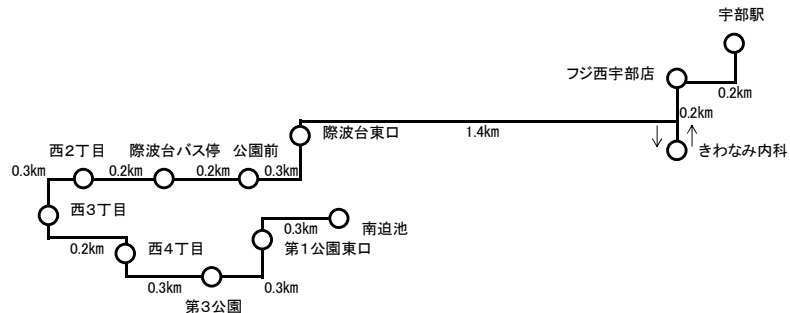 宇部駅
フジ西宇部店
0.2km
0.2km
際波台東口
1.4km
きわなみ内科
西２丁目
際波台バス停
公園前
0.3km
0.2km
0.2km
0.3km
西３丁目
0.2km
西４丁目
0.3km
第３公園
0.3km
第１公園東口
0.3km
南迫池